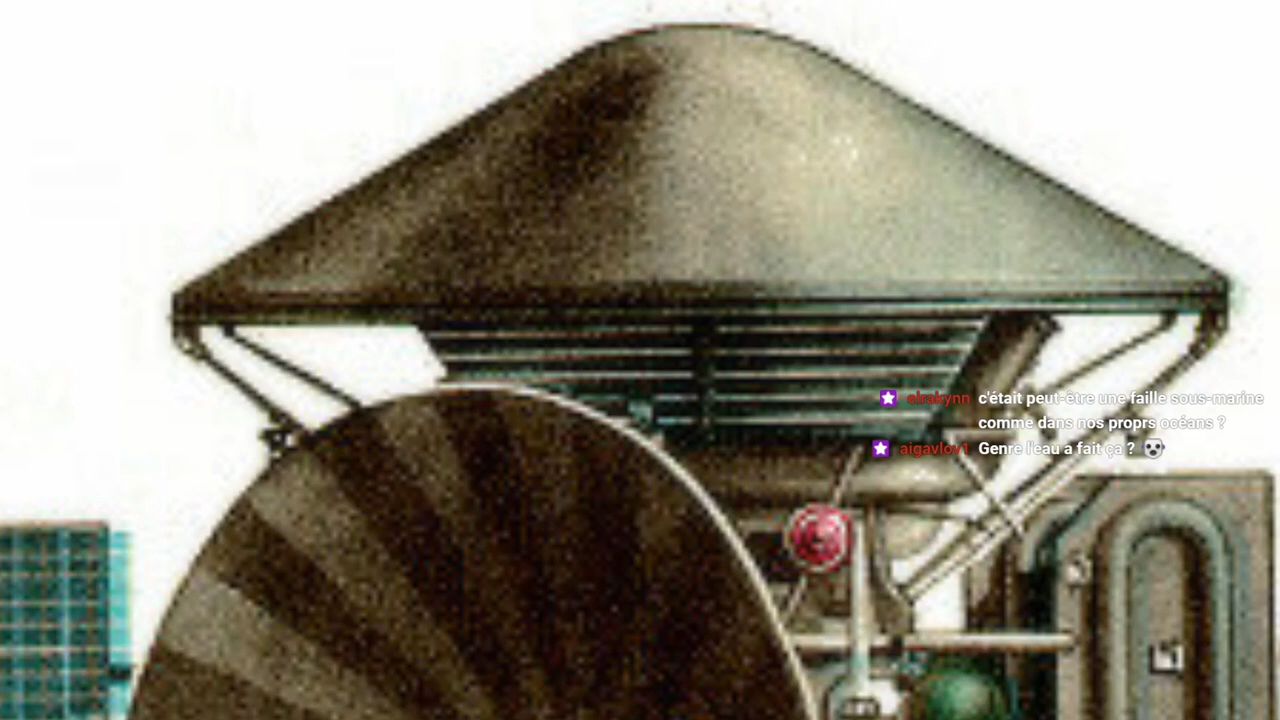 elrakynn c'était peut-être une faille sous-marine
comme dans nos proprs océans ?
aigavlov1 Genre l'eau a fait ça ?